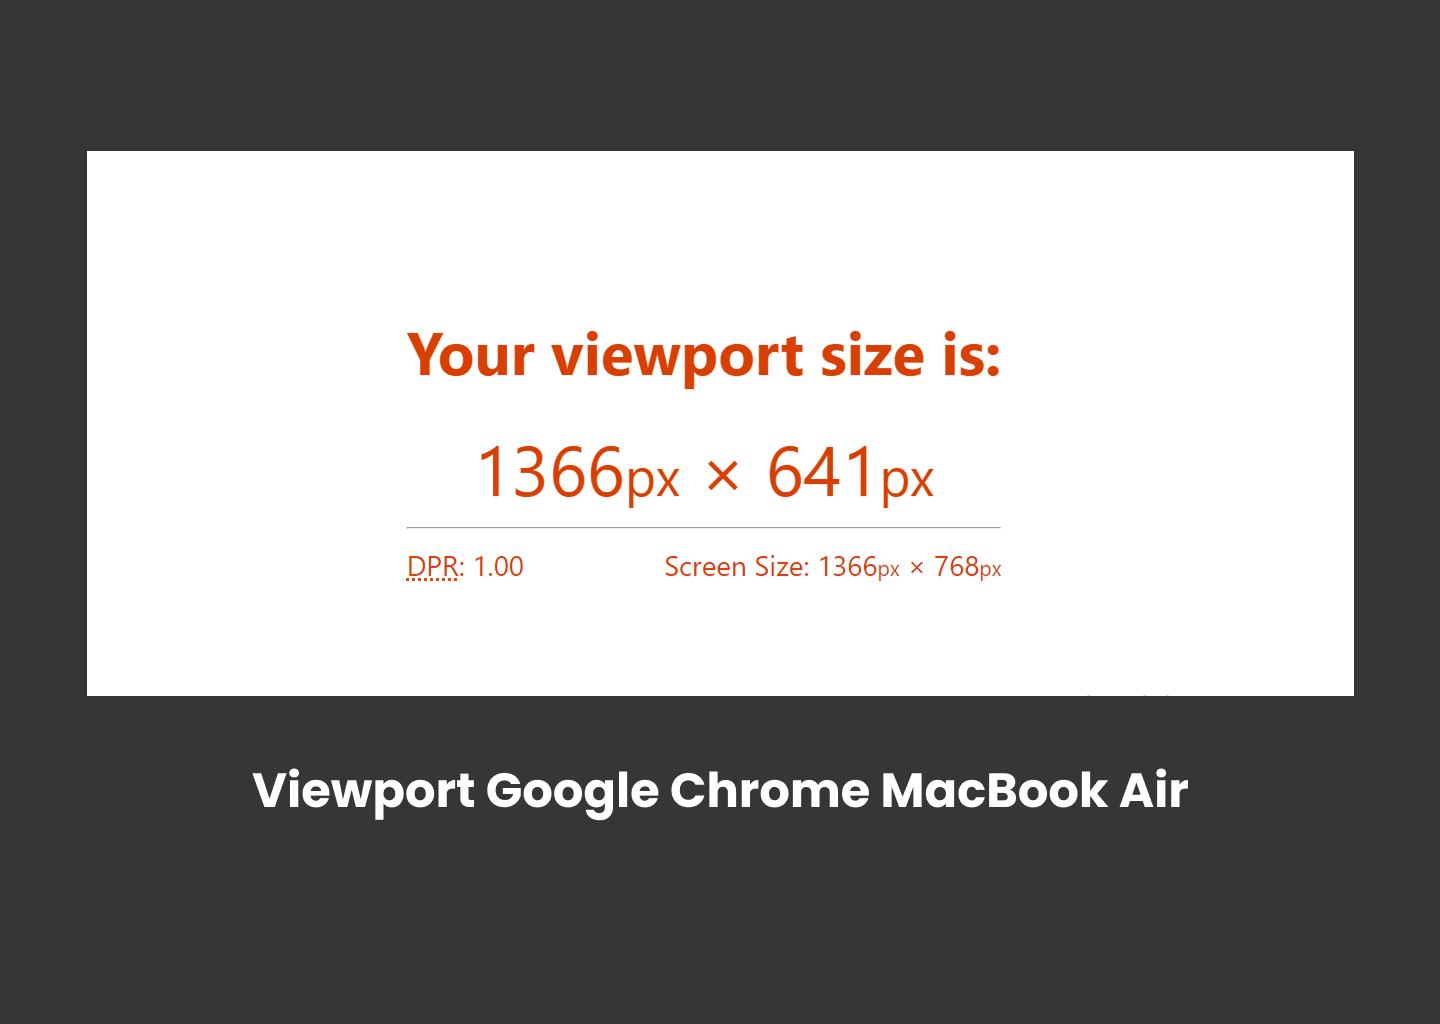 Your viewport size is:
1366px × 641px
DPR: 1.00 Screen Size: 1366px × 768px
Viewport Google Chrome MacBook Air